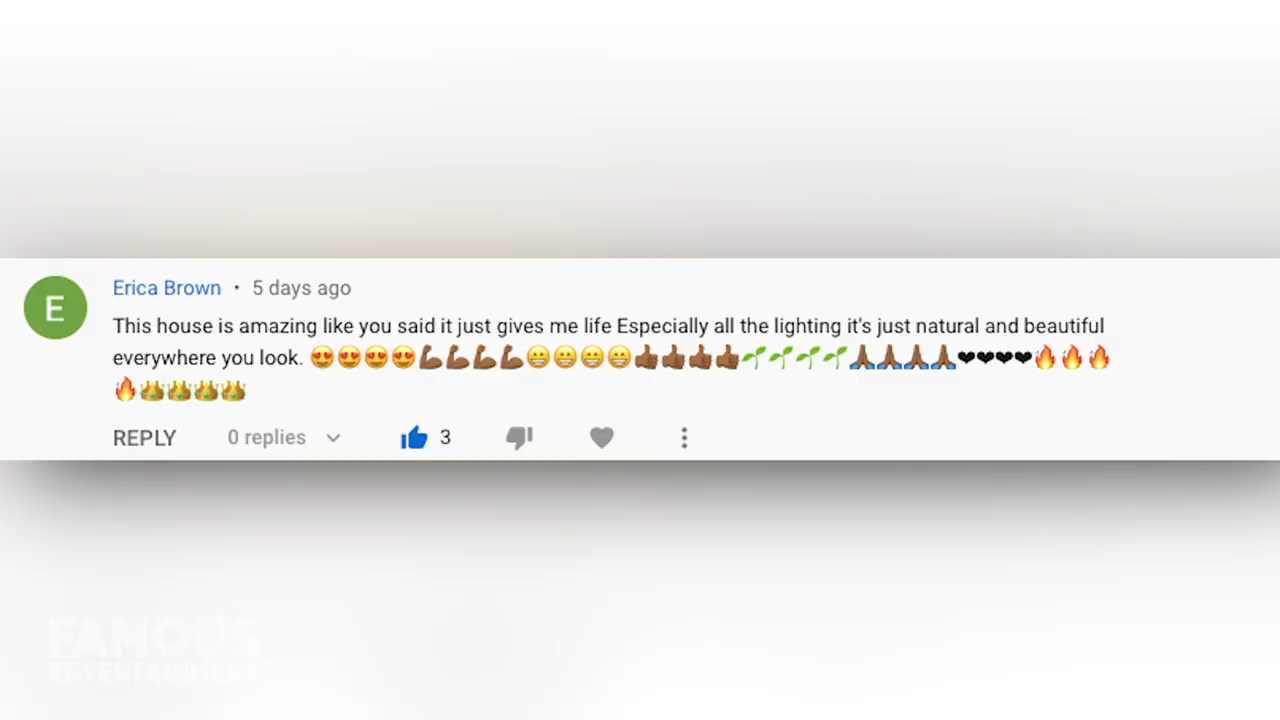 E
Erica Brown • 5 days ago
This house is amazing like you said it just gives me life Especially all the lighting it's just natural and beautiful
everywhere you look. 😍😍😍😍💪🏾💪🏾💪🏾💪🏾😁😁😁😁👍🏾👍🏾👍🏾👍🏾🌱🌱🌱🌱🙏🏾🙏🏾🙏🏾🙏🏾❤❤❤❤🔥🔥🔥
🔥👑👑👑👑
REPLY 0 replies 3
FAMOUS
ENTERTAINMENT